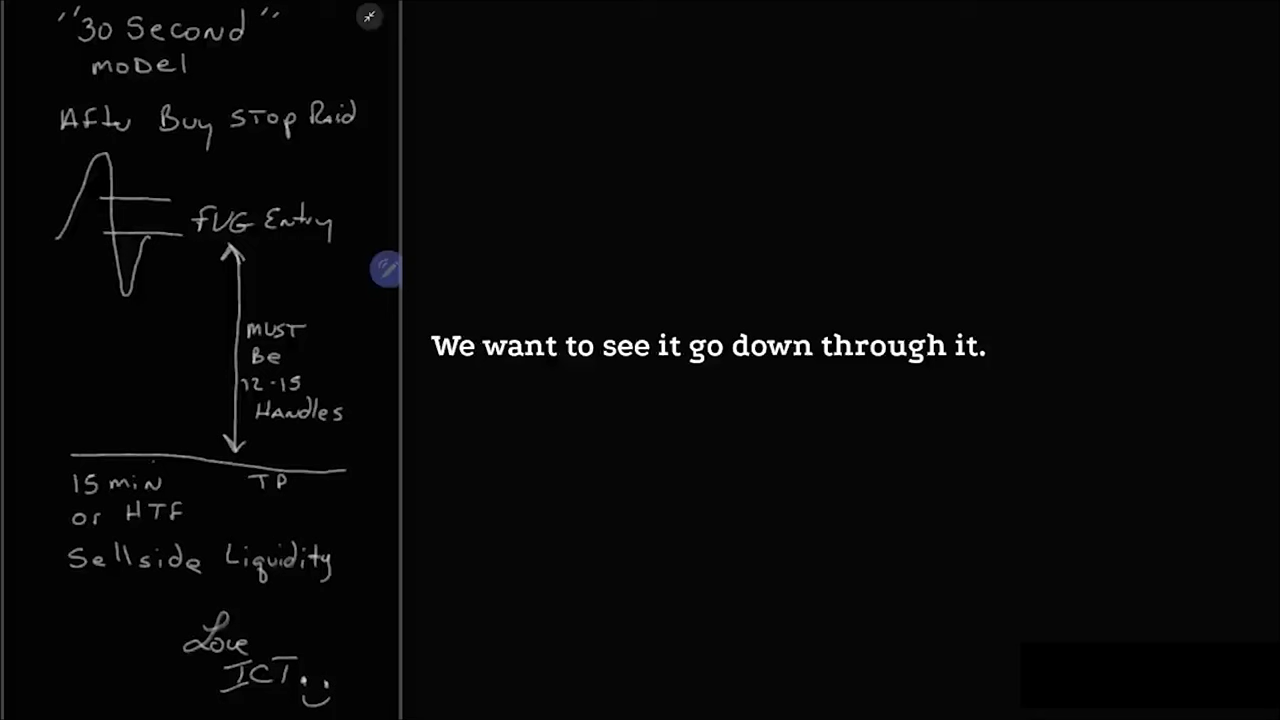 "30 Second"
model
After Buy STop Raid
FVG Entry
MUST
Be
12-15
HANdles
15 miN
or HTF
TP
Sellside Liquidity
Love
ICT
We want to see it go down through it.